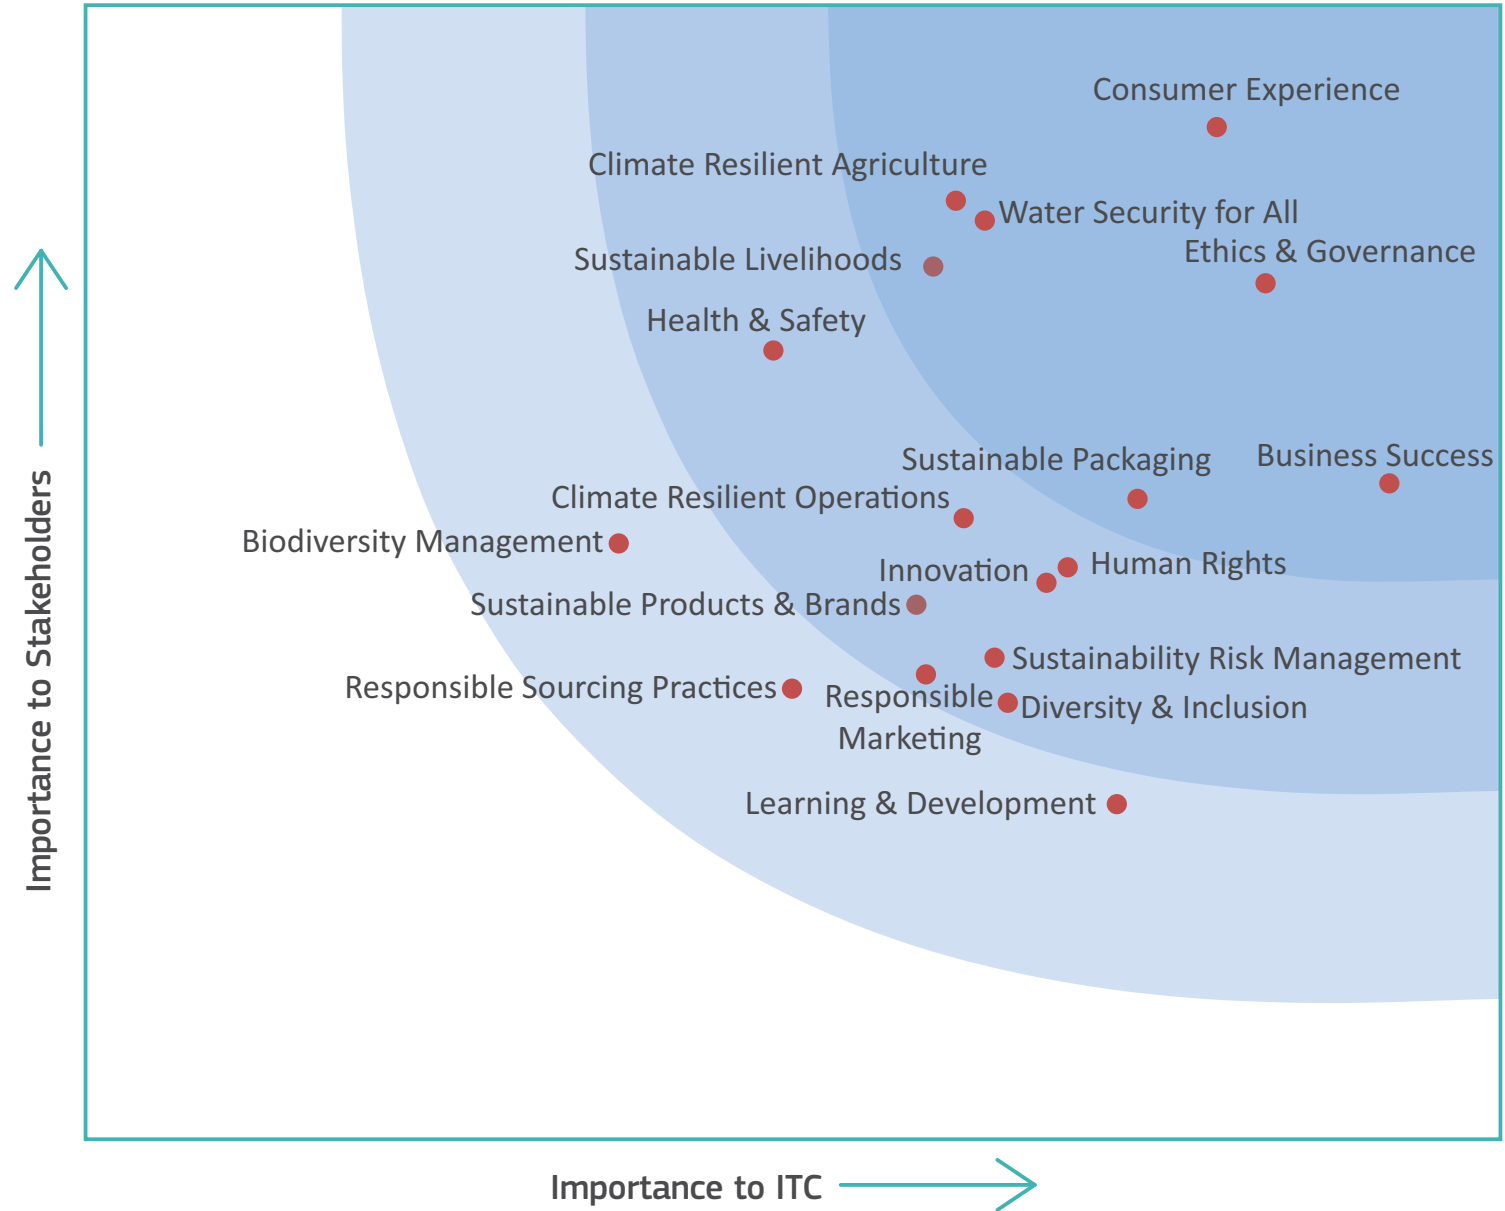 Consumer Experience
Climate Resilient Agriculture
Water Security for All
Ethics & Governance
Sustainable Livelihoods
Health & Safety
Sustainable Packaging
Business Success
Climate Resilient Operations
Biodiversity Management
Innovation
Human Rights
Sustainable Products & Brands
Sustainability Risk Management
Responsible Sourcing Practices
Responsible
Marketing
Diversity & Inclusion
Learning & Development
Importance to Stakeholders
Importance to ITC